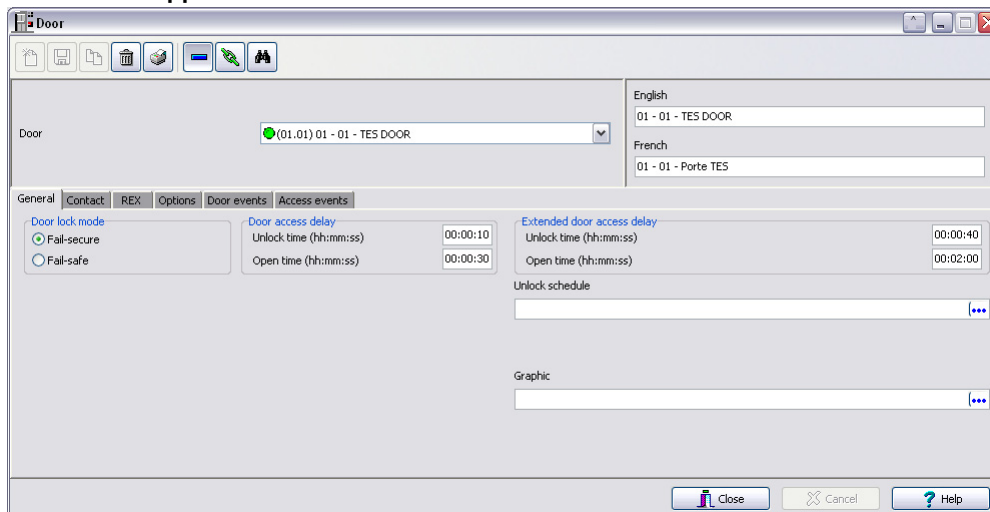 Door
English
01 - 01 - TES DOOR
Door
(01.01) 01 - 01 - TES DOOR
French
01 - 01 - Porte TES
General Contact REX Options Door events Access events
Door lock mode
Fail-secure
Fail-safe
Door access delay
Unlock time (hh:mm:ss) 00:00:10
Open time (hh:mm:ss) 00:00:30
Extended door access delay
Unlock time (hh:mm:ss) 00:00:40
Open time (hh:mm:ss) 00:02:00
Unlock schedule
Graphic
Close Cancel Help